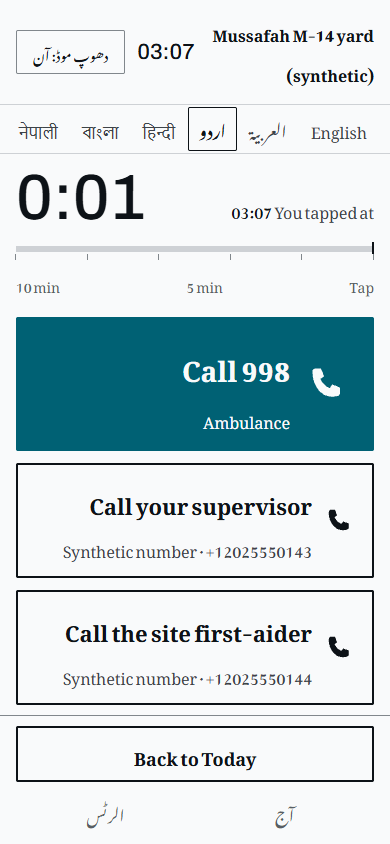 Mussafah M-14 yard
(synthetic)
03:07
دھوپ موڈ: آن
English
العربية
اردو
हिन्दी
বাংলা
नेपाली
0:01
03:07 You tapped at
10 min
5 min
Tap
Call 998
Ambulance
Call your supervisor
Synthetic number · +12025550143
Call the site first-aider
Synthetic number · +12025550144
Back to Today
آج
الرٹس